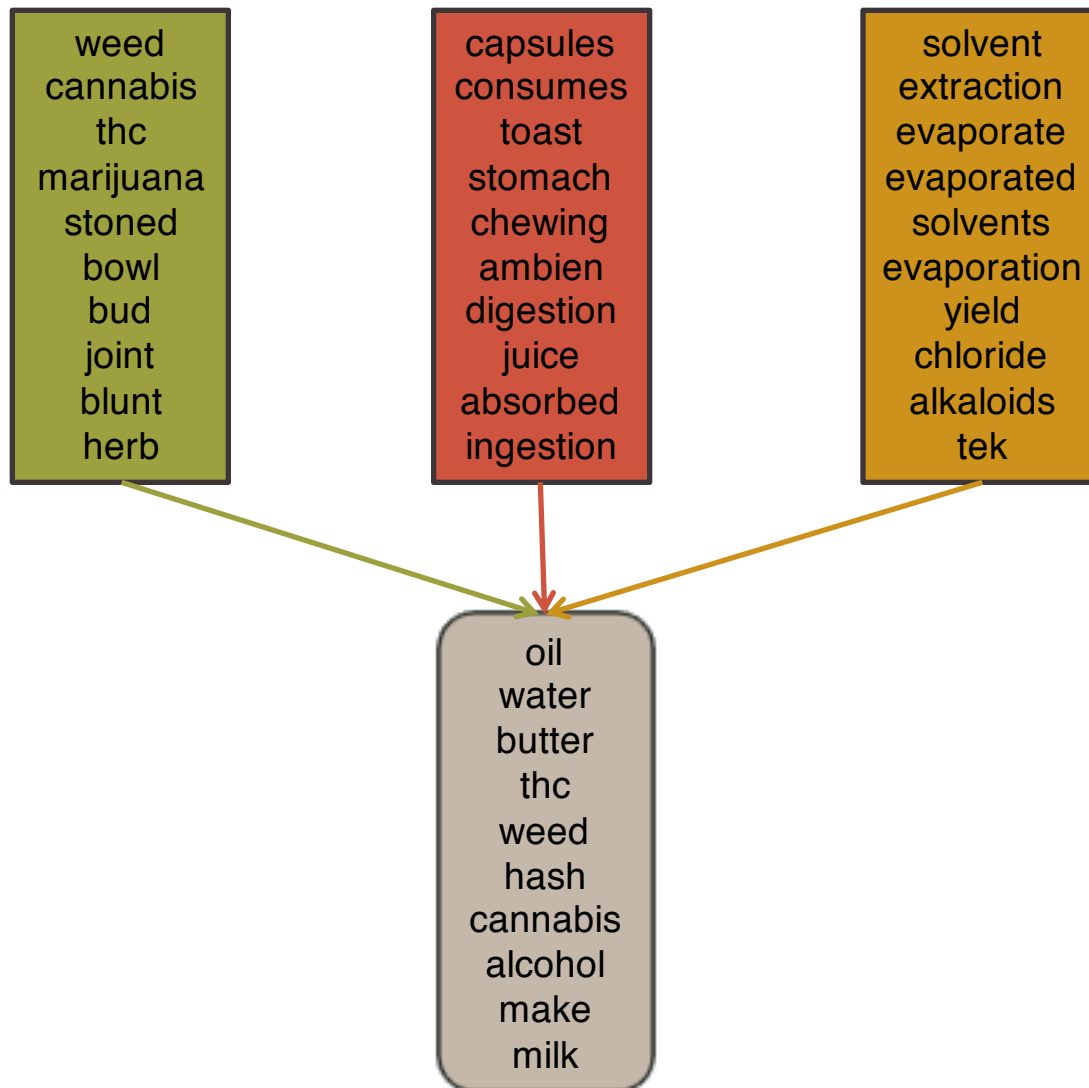 weed
cannabis
thc
marijuana
stoned
bowl
bud
joint
blunt
herb
capsules
consumes
toast
stomach
chewing
ambien
digestion
juice
absorbed
ingestion
solvent
extraction
evaporate
evaporated
solvents
evaporation
yield
chloride
alkaloids
tek
oil
water
butter
thc
weed
hash
cannabis
alcohol
make
milk